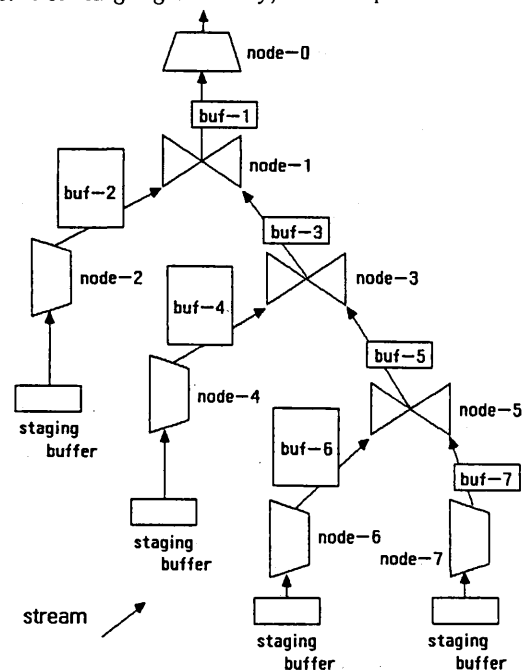 node-0
buf-1
node-1
buf-2
buf-3
node-2
node-3
buf-4
buf-5
node-4
node-5
staging
buffer
buf-6
buf-7
node-6
node-7
staging
buffer
stream
staging
buffer
staging
buffer